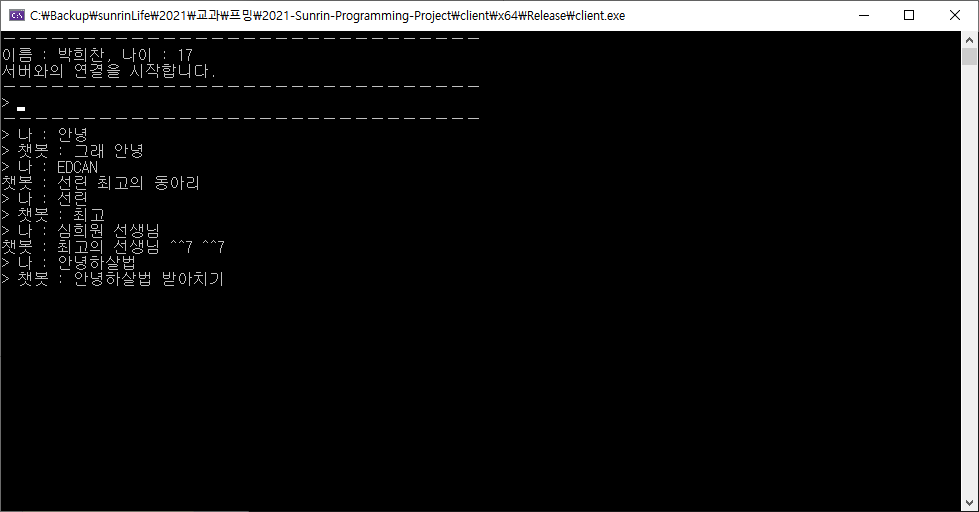 C:\Backup\sunrinLife\2021\교과\프밍\2021-Sunrin-Programming-Project\client\x64\Release\client.exe
--------------------------------
이름 : 박희찬, 나이 : 17
서버와의 연결을 시작합니다.
--------------------------------
>
--------------------------------
> 나 : 안녕
> 챗봇 : 그래 안녕
> 나 : EDCAN
챗봇 : 선린 최고의 동아리
> 나 : 선린
> 챗봇 : 최고
> 나 : 심희원 선생님
챗봇 : 최고의 선생님 ^^7 ^^7
> 나 : 안녕하살법
> 챗봇 : 안녕하살법 받아치기